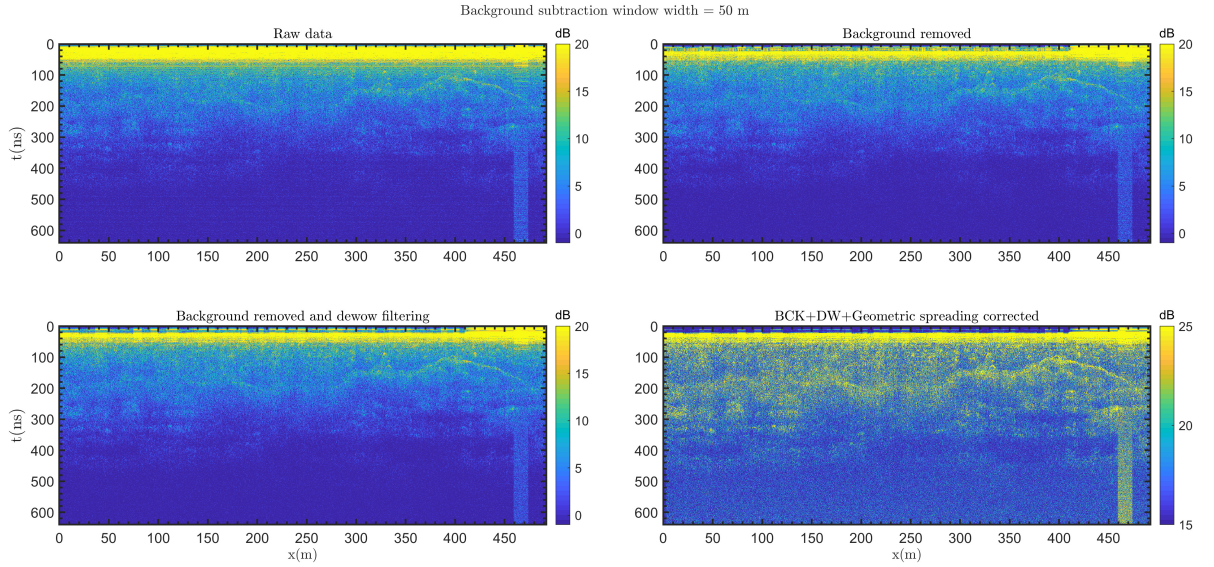 Background subtraction window width = 50 m
Raw data
dB
Background removed
dB
0
100
200
300
400
500
600
t(ns)
0 50 100 150 200 250 300 350 400 450
20
15
10
5
0
0
100
200
300
400
500
600
0 50 100 150 200 250 300 350 400 450
20
15
10
5
0
Background removed and dewow filtering
dB
BCK+DW+Geometric spreading corrected
dB
0
100
200
300
400
500
600
t(ns)
0 50 100 150 200 250 300 350 400 450
x(m)
20
15
10
5
0
0
100
200
300
400
500
600
0 50 100 150 200 250 300 350 400 450
x(m)
25
20
15